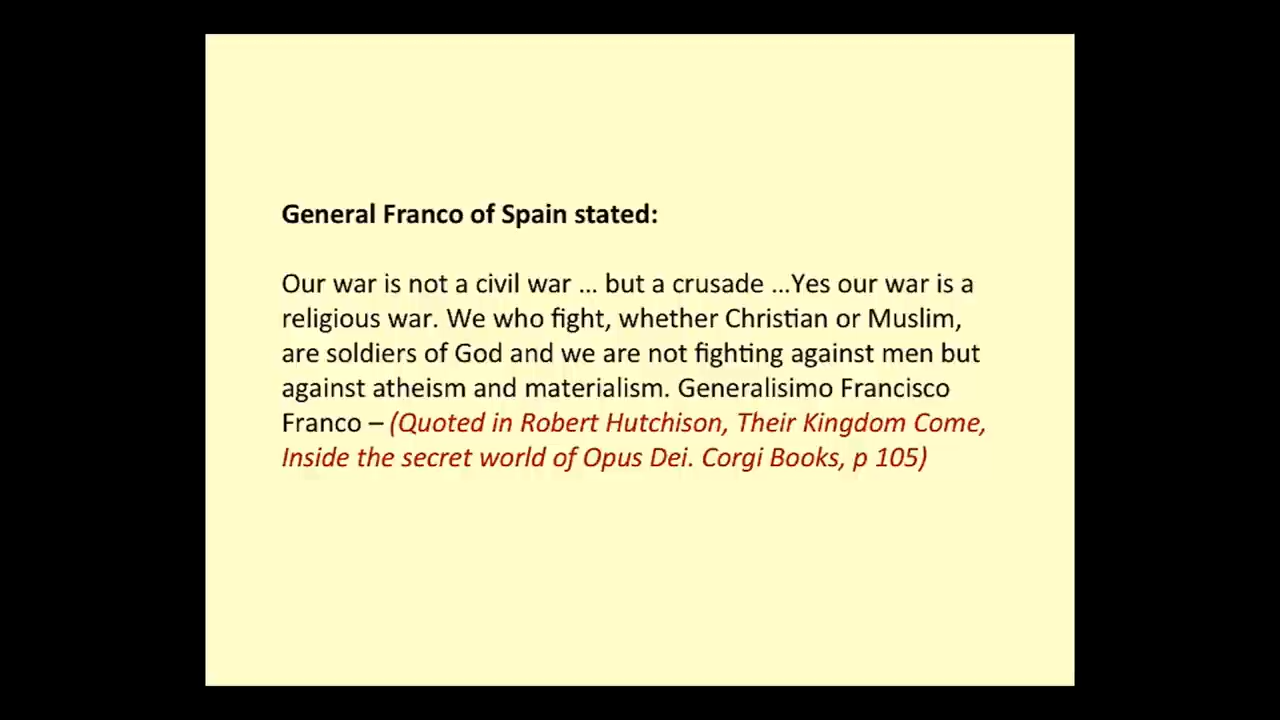 General Franco of Spain stated:
Our war is not a civil war ... but a crusade ...Yes our war is a
religious war. We who fight, whether Christian or Muslim,
are soldiers of God and we are not fighting against men but
against atheism and materialism. Generalisimo Francisco
Franco – (Quoted in Robert Hutchison, Their Kingdom Come,
Inside the secret world of Opus Dei. Corgi Books, p 105)